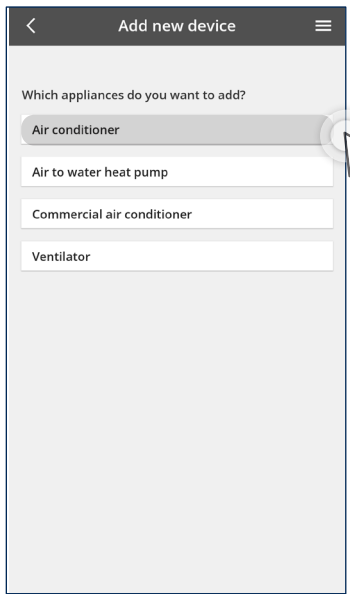 Add new device
Which appliances do you want to add?
Air conditioner
Air to water heat pump
Commercial air conditioner
Ventilator